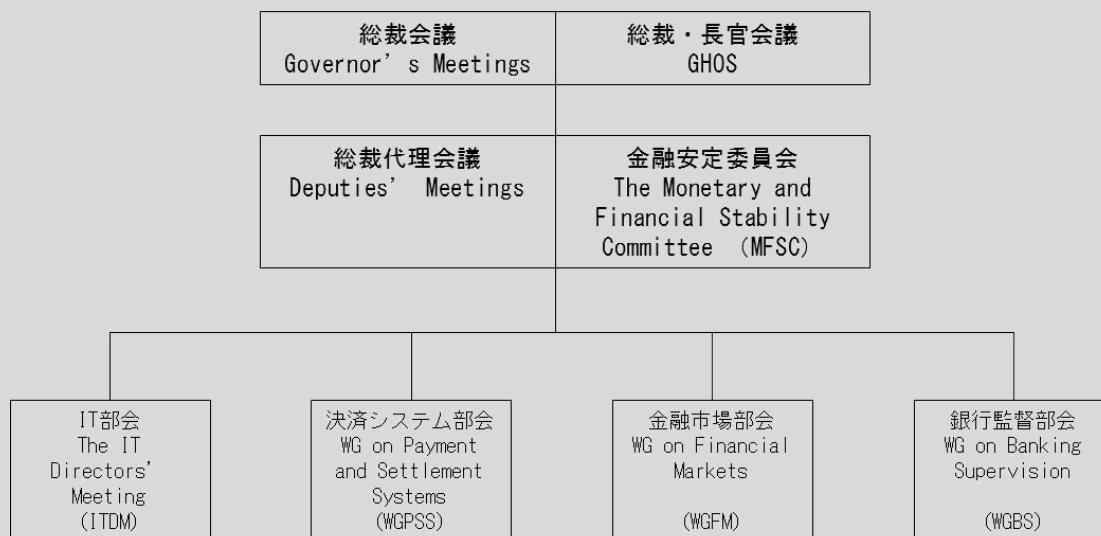 総裁会議
Governor’s Meetings
総裁・長官会議
GHOS
総裁代理会議
Deputies’ Meetings
金融安定委員会
The Monetary and
Financial Stability
Committee （MFSC）
IT部会
The IT
Directors’
Meeting
(ITDM)
決済システム部会
WG on Payment
and Settlement
Systems
(WGPSS)
金融市場部会
WG on Financial
Markets
(WGFM)
銀行監督部会
WG on Banking
Supervision
(WGBS)